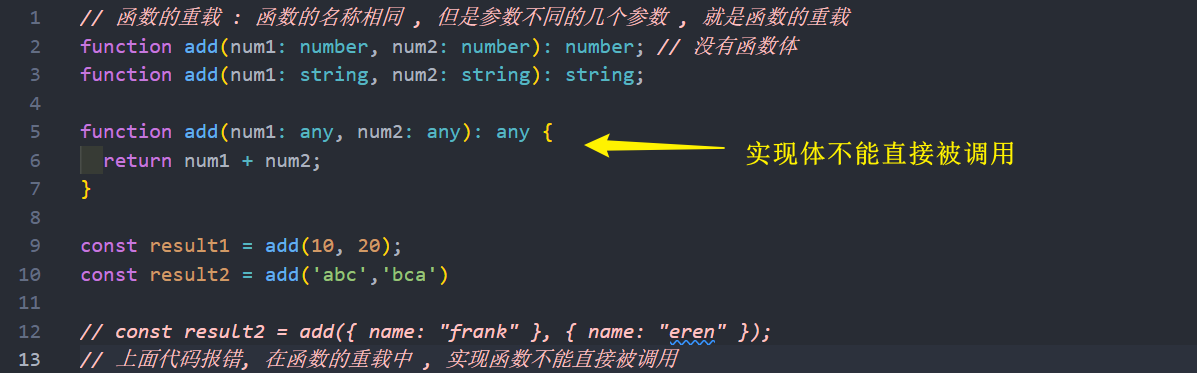 1 // 函数的重载 : 函数的名称相同 , 但是参数不同的几个参数 , 就是函数的重载
2 function add(num1: number, num2: number): number; // 没有函数体
3 function add(num1: string, num2: string): string;
4
5 function add(num1: any, num2: any): any {
6 return num1 + num2;
实现体不能直接被调用
7 }
8
9 const result1 = add(10, 20);
10 const result2 = add('abc','bca')
11
12 // const result2 = add({ name: "frank" }, { name: "eren" });
13 // 上面代码报错, 在函数的重载中 , 实现函数不能直接被调用